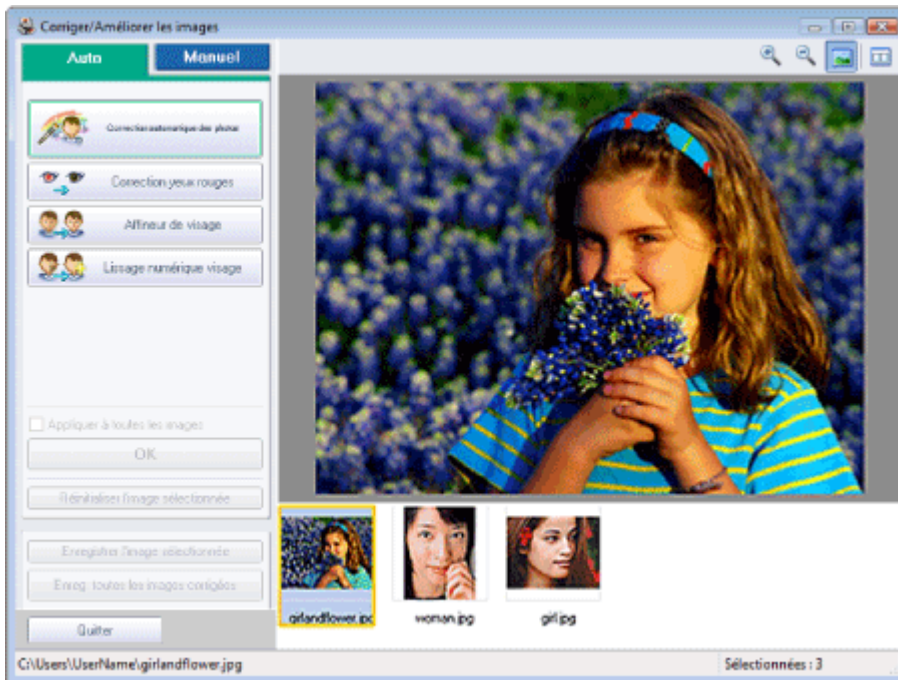 Corriger/Améliorer les images
Auto
Manuel
Correction automatique des photos
Correction yeux rouges
Affineur de visage
Lissage numérique visage
Appliquer à toutes les images
OK
Réinitialiser l'image sélectionnée
Enregistrer l'image sélectionnée
Enreg. toutes les images corrigées
Quitter
girlandflower.jpg
woman.jpg
girl.jpg
C:\Users\UserName\girlandflower.jpg
Sélectionnées : 3